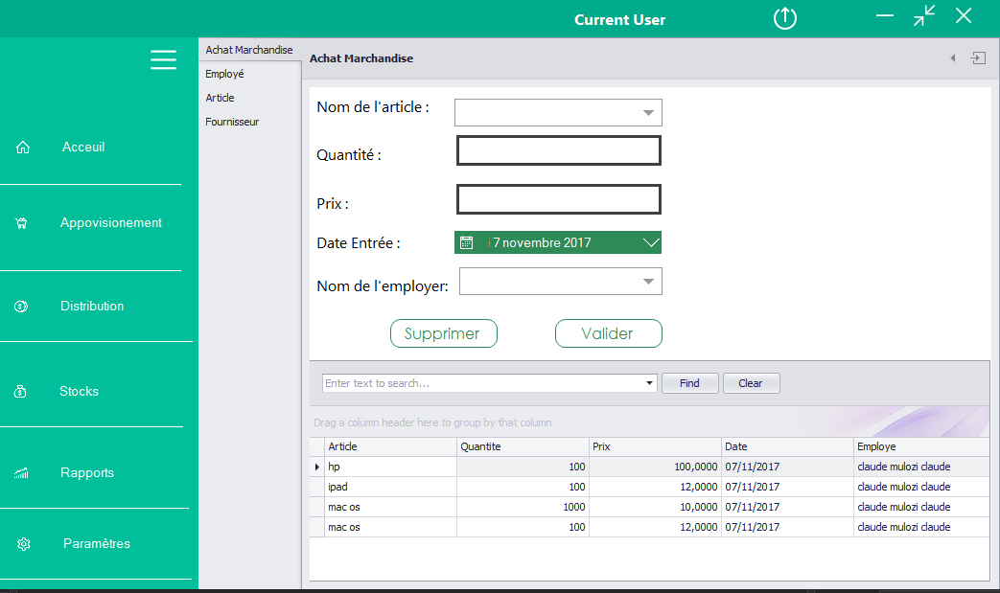 Current User
Acceuil
Appovisionement
Distribution
Stocks
Rapports
Paramètres
Achat Marchandise
Employé
Article
Fournisseur
Achat Marchandise
Nom de l'article :
Quantité :
Prix :
Date Entrée : 17 novembre 2017
Nom de l'employer:
Supprimer Valider
Enter text to search... Find Clear
Drag a column header here to group by that column
Article Quantite Prix Date Employe
hp 100 100,0000 07/11/2017 claude mulozi claude
ipad 100 12,0000 07/11/2017 claude mulozi claude
mac os 1000 10,0000 07/11/2017 claude mulozi claude
mac os 100 12,0000 07/11/2017 claude mulozi claude